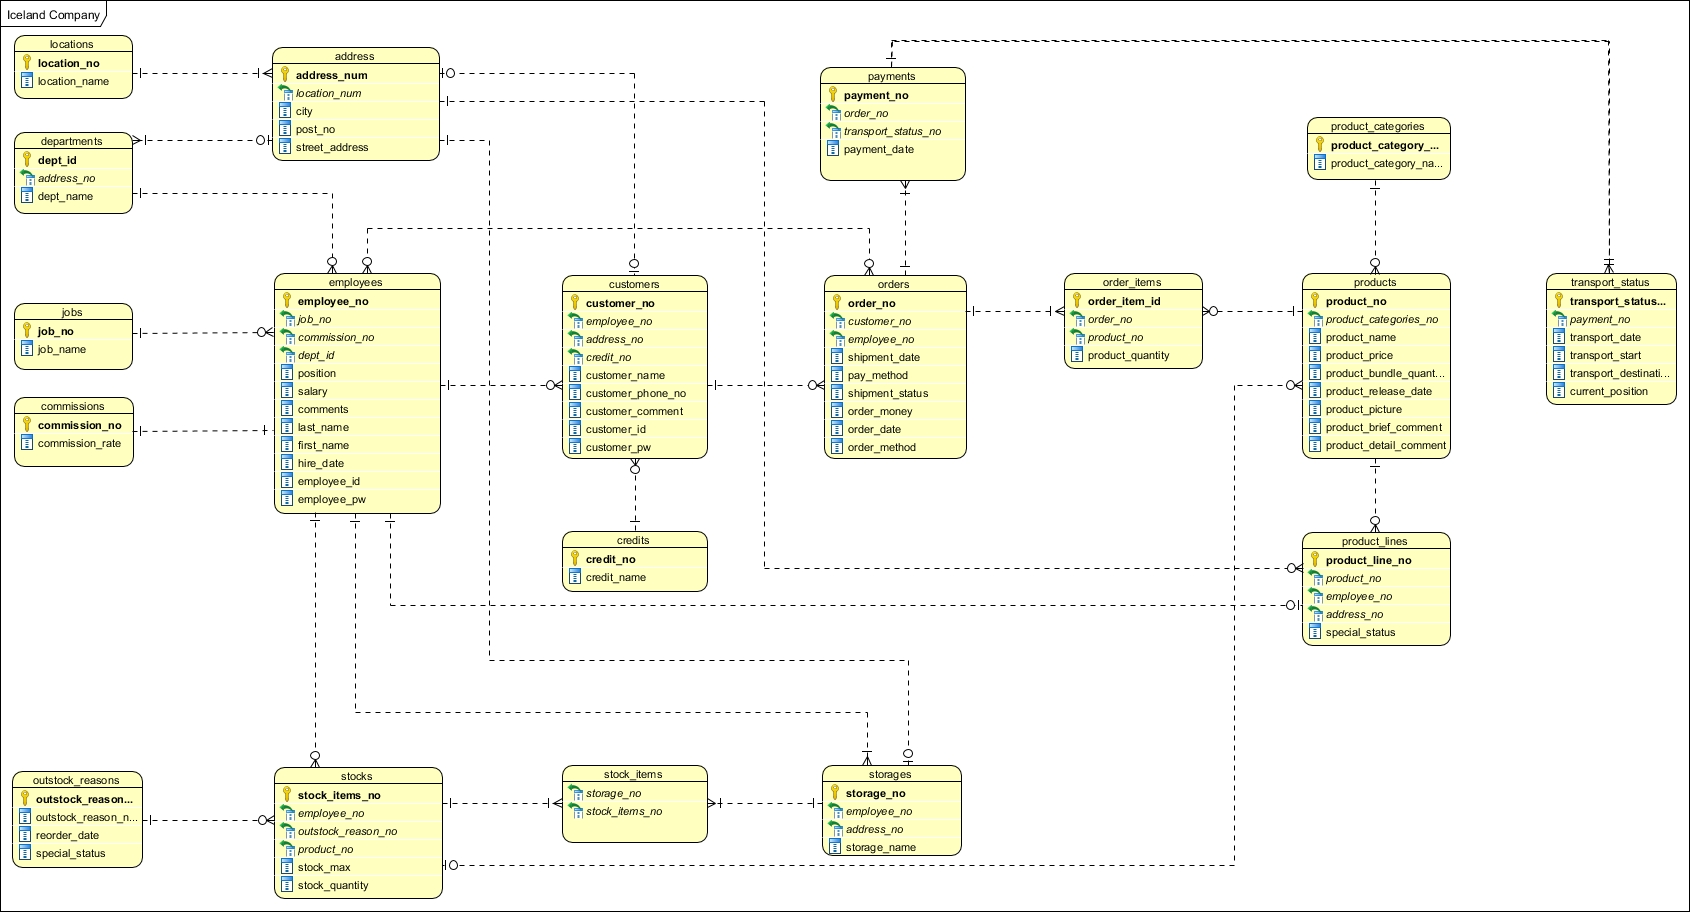 Iceland Company
locations
location_no
location_name
address
address_num
location_num
city
post_no
street_address
departments
dept_id
address_no
dept_name
payments
payment_no
order_no
transport_status_no
payment_date
product_categories
product_category_...
product_category_na...
jobs
job_no
job_name
commissions
commission_no
commission_rate
employees
employee_no
job_no
commission_no
dept_id
position
salary
comments
last_name
first_name
hire_date
employee_id
employee_pw
customers
customer_no
employee_no
address_no
credit_no
customer_name
customer_phone_no
customer_comment
customer_id
customer_pw
orders
order_no
customer_no
employee_no
shipment_date
pay_method
shipment_status
order_money
order_date
order_method
order_items
order_item_id
order_no
product_no
product_quantity
products
product_no
product_categories_no
product_name
product_price
product_bundle_quant...
product_release_date
product_picture
product_brief_comment
product_detail_comment
transport_status
transport_status...
payment_no
transport_date
transport_start
transport_destinati...
current_position
credits
credit_no
credit_name
product_lines
product_line_no
product_no
employee_no
address_no
special_status
outstock_reasons
outstock_reason...
outstock_reason_n...
reorder_date
special_status
stocks
stock_items_no
employee_no
outstock_reason_no
product_no
stock_max
stock_quantity
stock_items
storage_no
stock_items_no
storages
storage_no
employee_no
address_no
storage_name